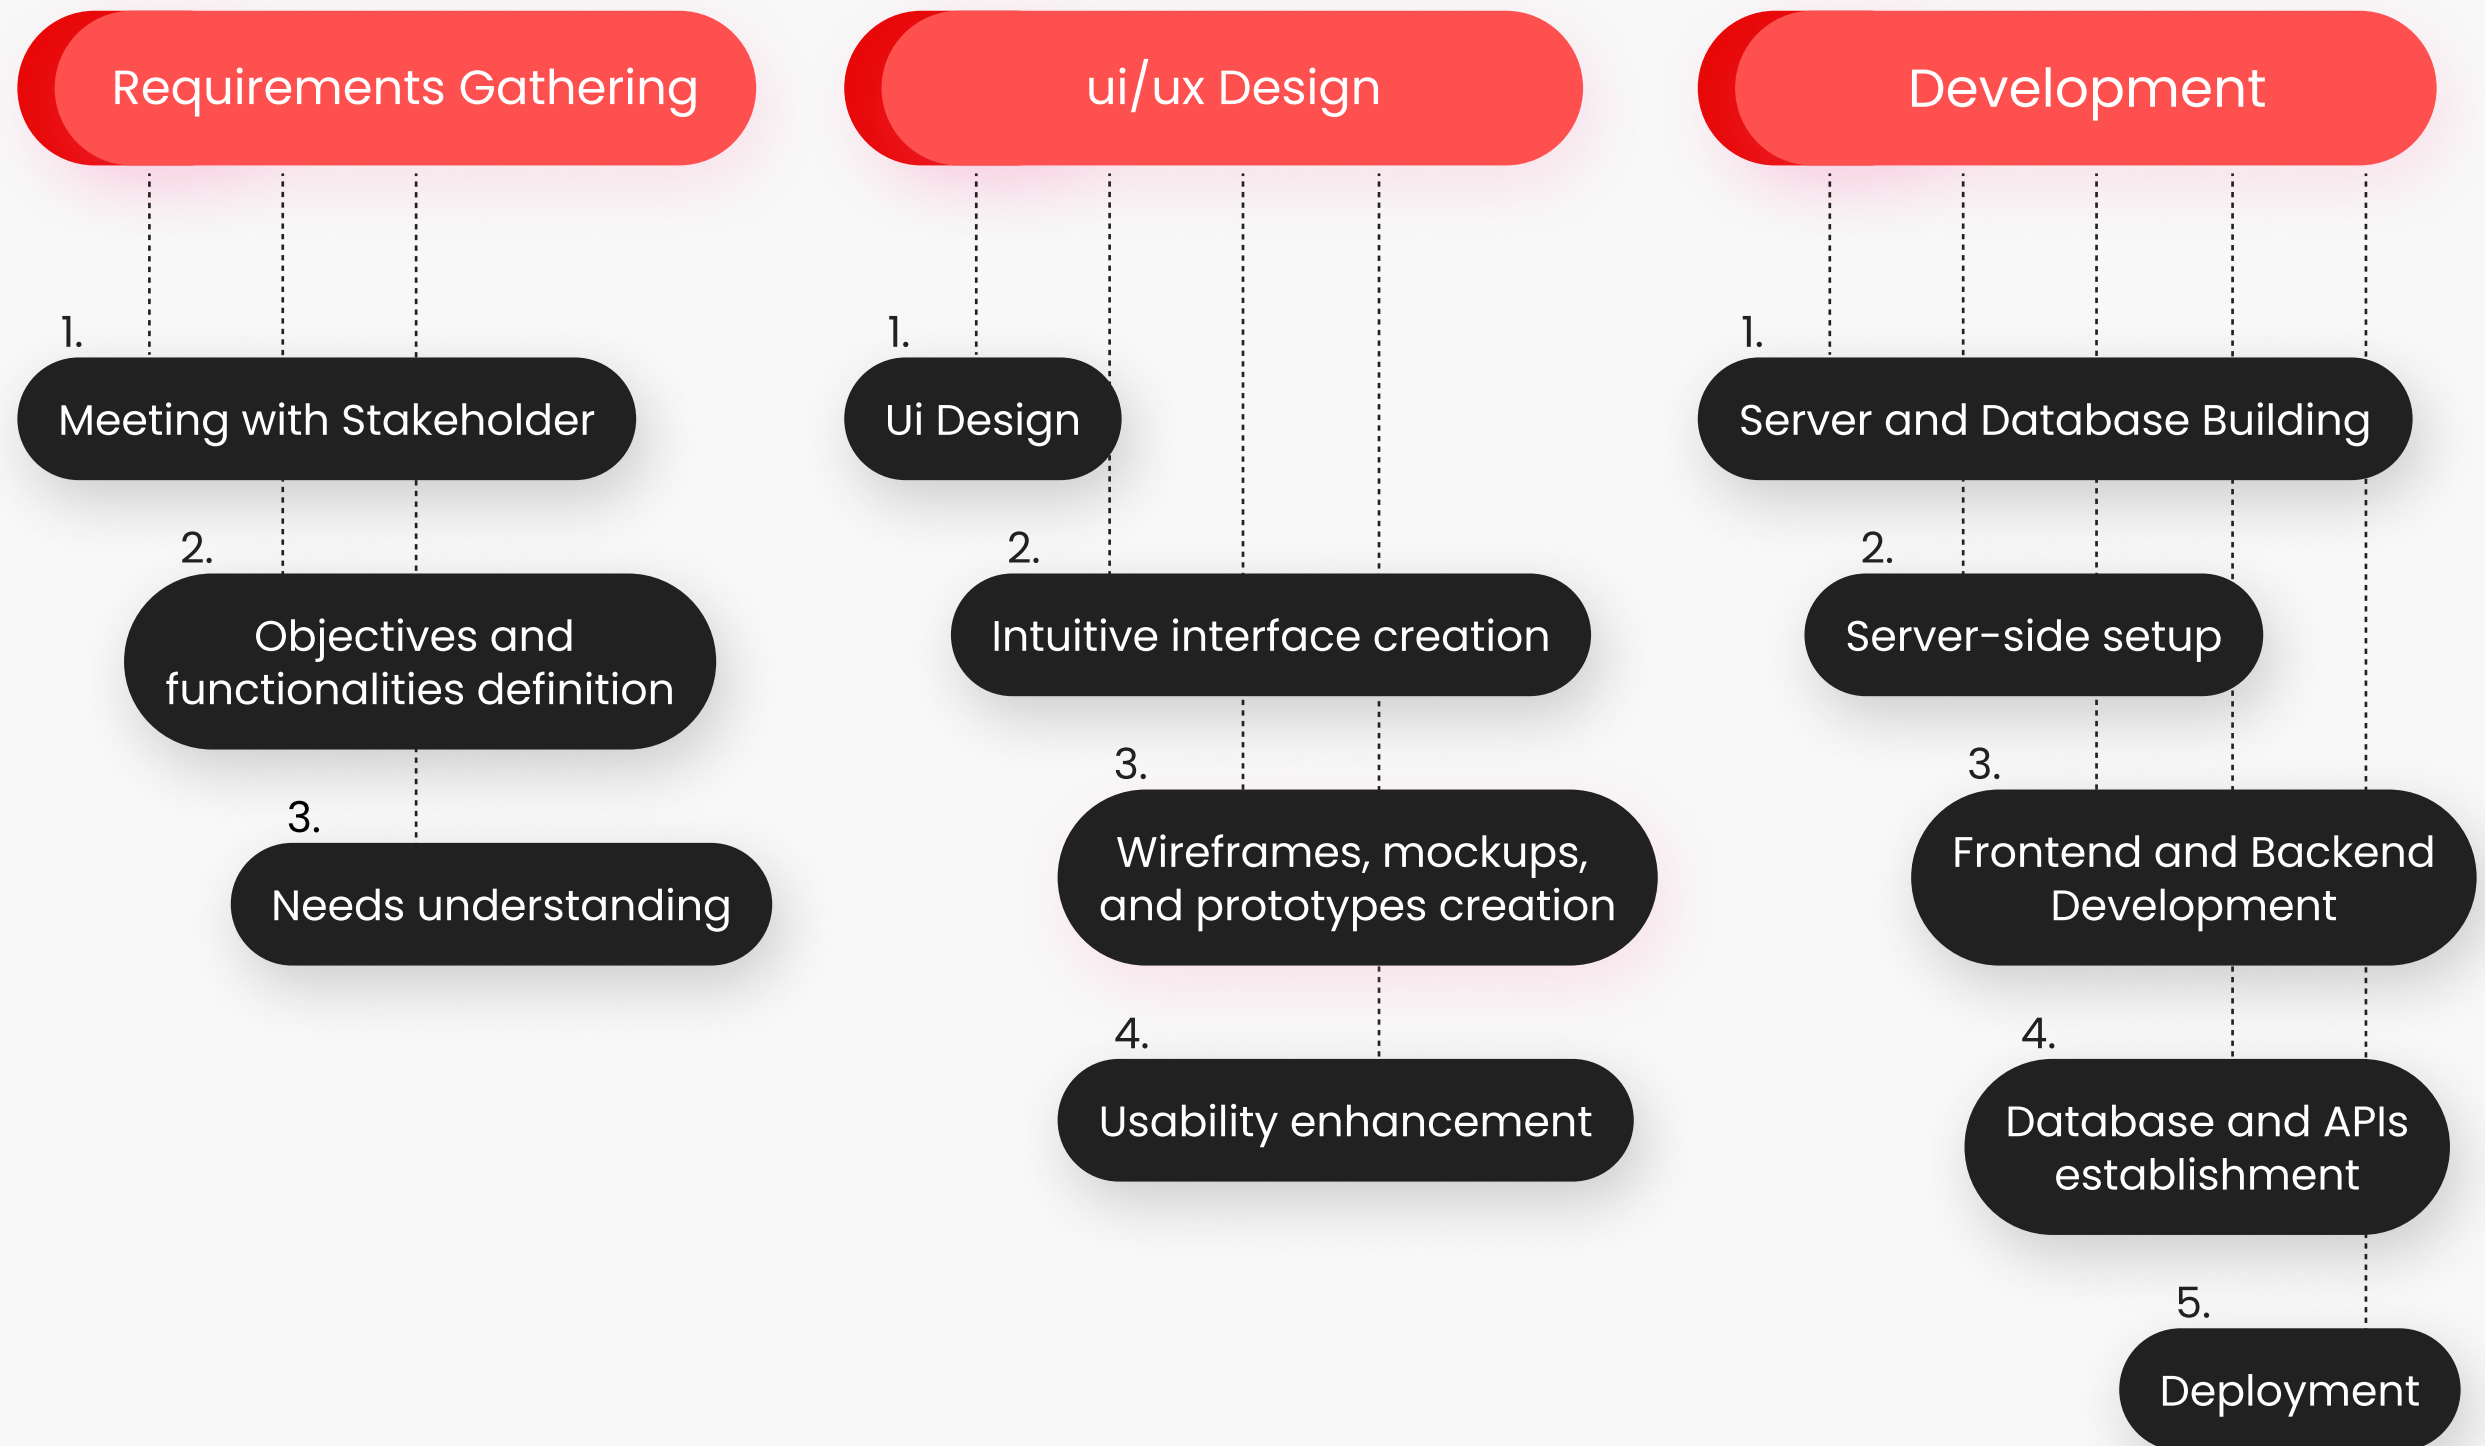 Requirements Gathering
1.
Meeting with Stakeholder
2.
Objectives and
functionalities definition
3.
Needs understanding
ui/ux Design
1.
Ui Design
2.
Intuitive interface creation
3.
Wireframes, mockups,
and prototypes creation
4.
Usability enhancement
Development
1.
Server and Database Building
2.
Server-side setup
3.
Frontend and Backend
Development
4.
Database and APIs
establishment
5.
Deployment